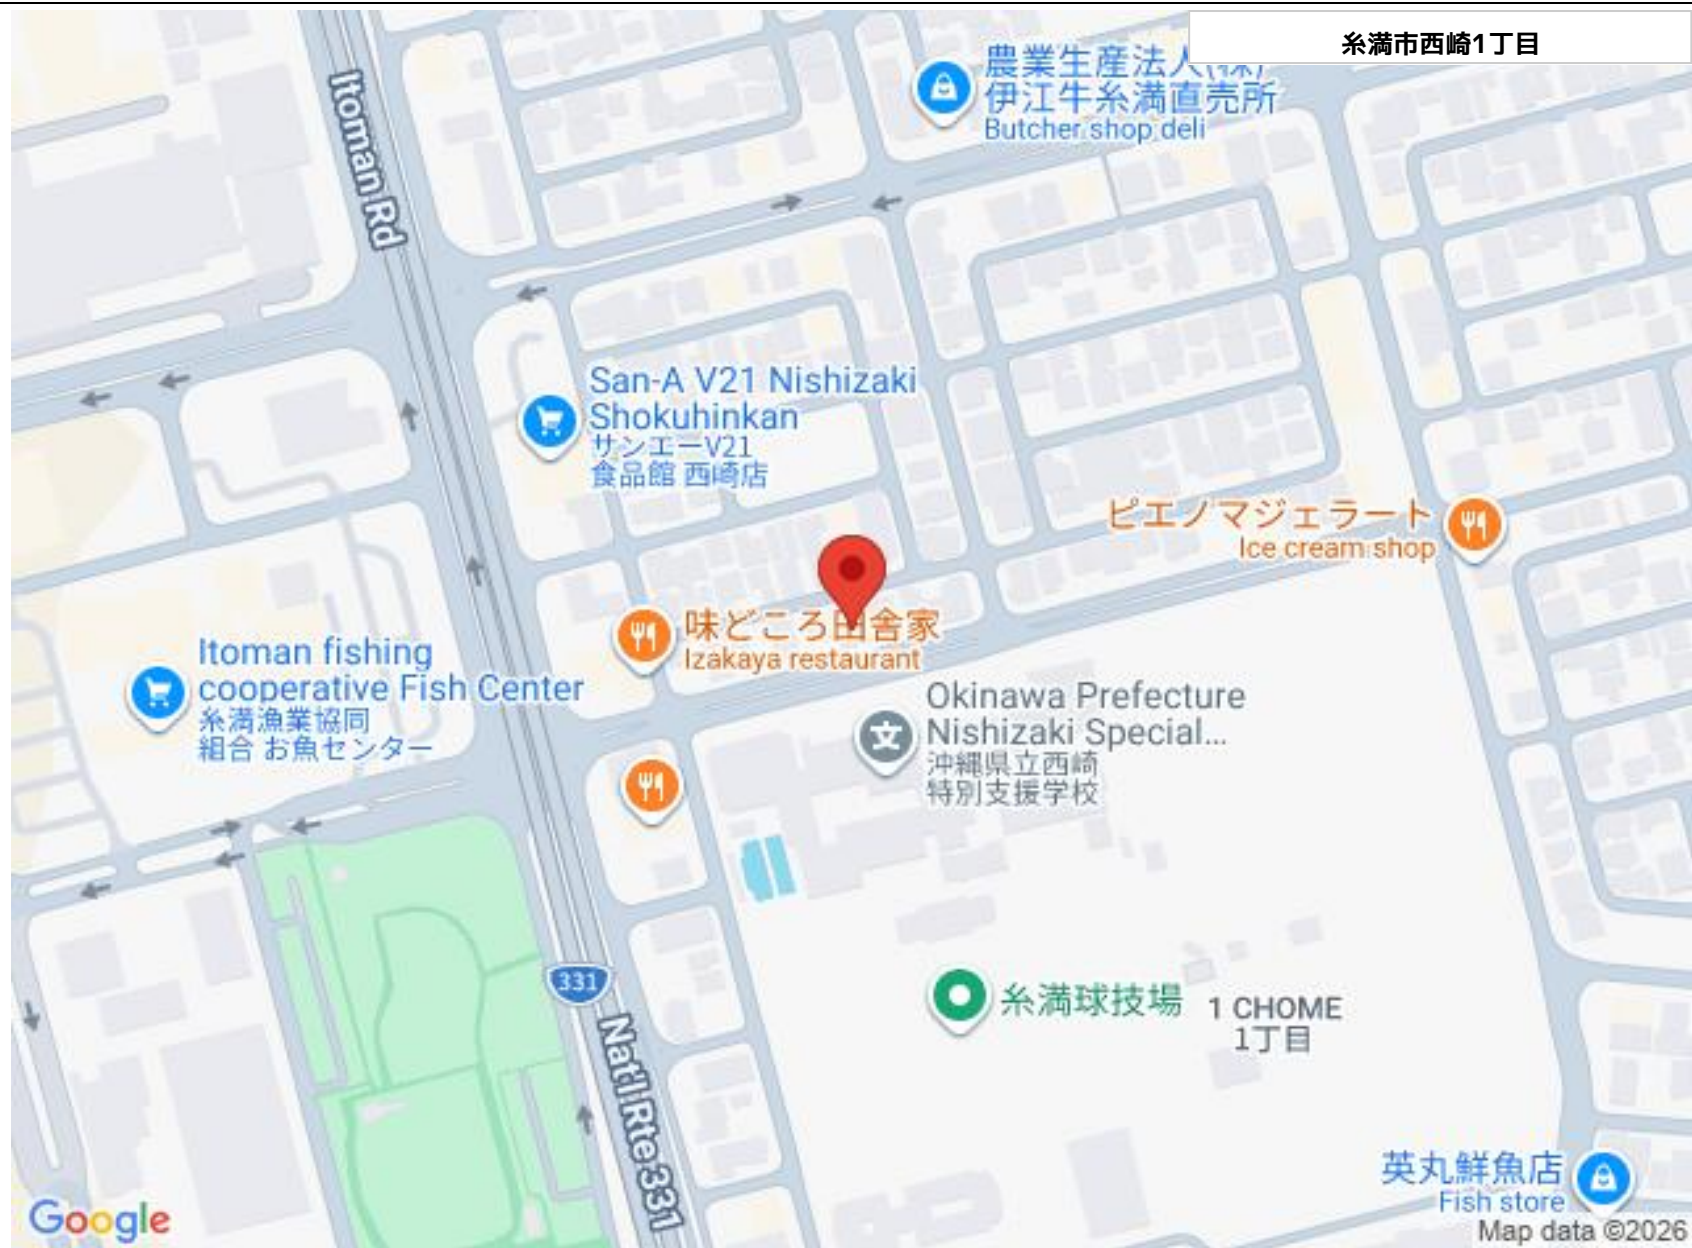 糸満市西崎1丁目
Itoman Rd
農業生産法人(株)
伊江牛糸満直売所
Butcher shop deli
San-A V21 Nishizaki
Shokuhinkan
サンエーV21
食品館 西崎店
ピエノマジェラート
Ice cream shop
味どころ田舎家
Izakaya restaurant
Itoman fishing
cooperative Fish Center
糸満漁業協同
組合 お魚センター
Okinawa Prefecture
Nishizaki Special...
沖縄県立西崎
特別支援学校
文
331
糸満球技場
1 CHOME
1丁目
Nat'l Rte 331
英丸鮮魚店
Fish store
Google
Map data ©2026